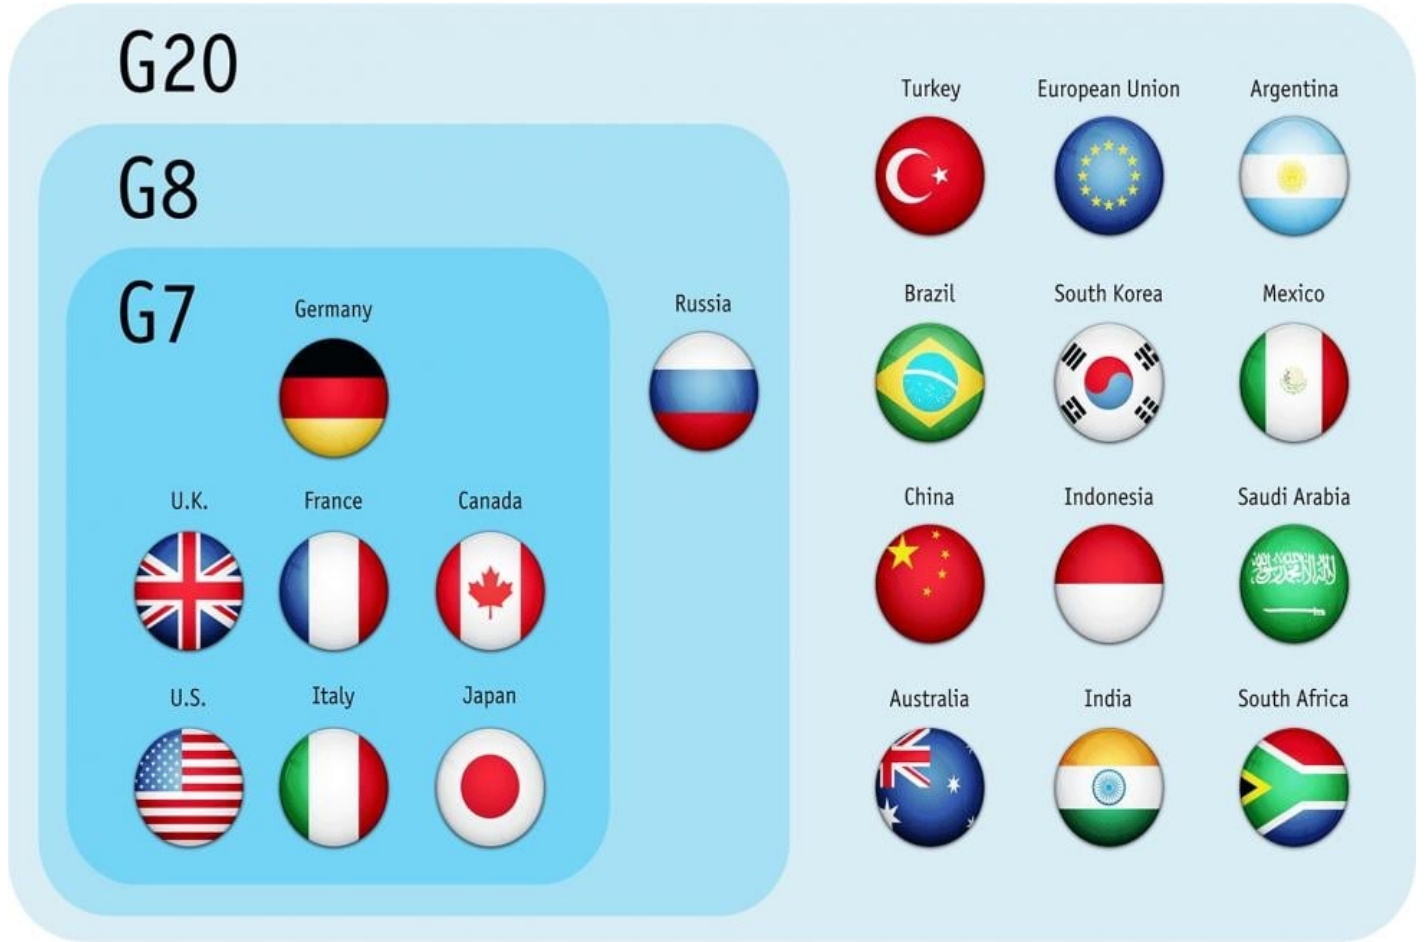 G20
Turkey European Union Argentina
G8
G7
Germany
Russia
Brazil South Korea Mexico
U.K. France Canada
China Indonesia Saudi Arabia
U.S. Italy Japan
Australia India South Africa